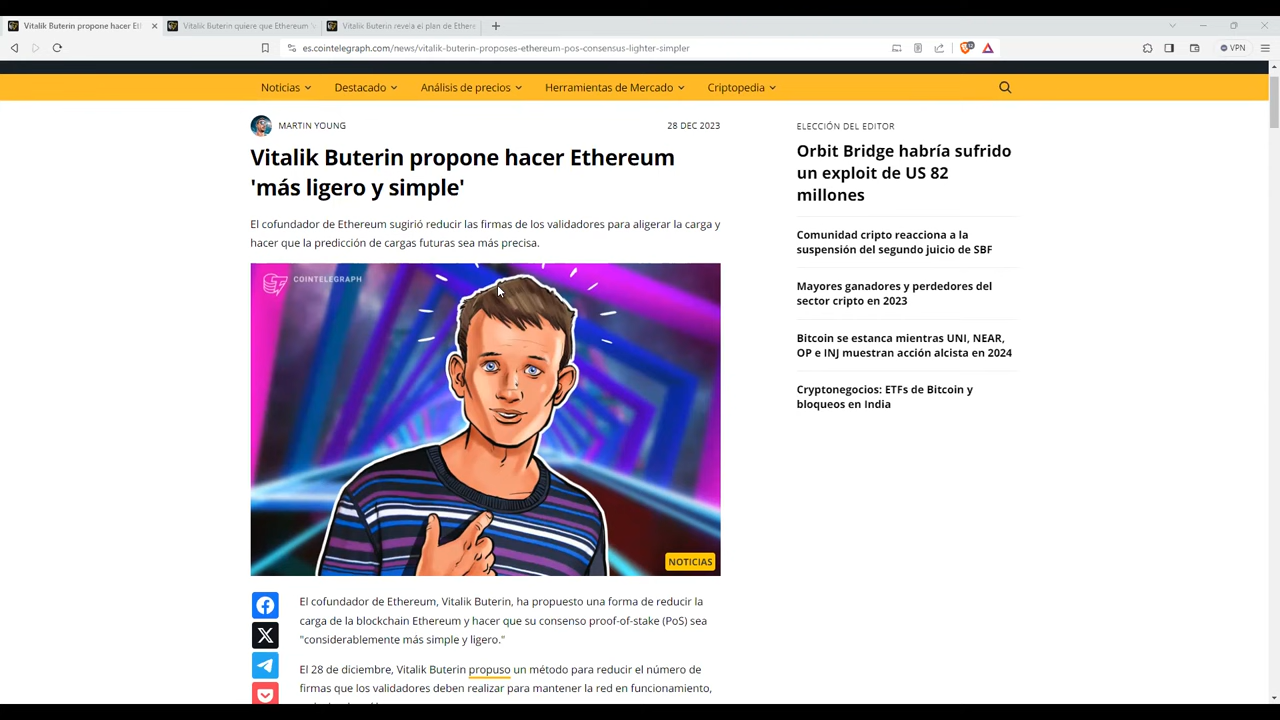 Vitalik Buterin propone hacer Et
Vitalik Buterin quiere que Ethereum
Vitalik Buterin revela el plan de Ethere
es.cointelegraph.com/news/vitalik-buterin-proposes-ethereum-pos-consensus-lighter-simpler
VPN
Noticias
Destacado
Análisis de precios
Herramientas de Mercado
Criptopedia
MARTIN YOUNG
28 DEC 2023
Vitalik Buterin propone hacer Ethereum
'más ligero y simple'
El cofundador de Ethereum sugirió reducir las firmas de los validadores para aligerar la carga y
hacer que la predicción de cargas futuras sea más precisa.
COINTELEGRAPH
NOTICIAS
El cofundador de Ethereum, Vitalik Buterin, ha propuesto una forma de reducir la
carga de la blockchain Ethereum y hacer que su consenso proof-of-stake (PoS) sea
"considerablemente más simple y ligero."
El 28 de diciembre, Vitalik Buterin propuso un método para reducir el número de
firmas que los validadores deben realizar para mantener la red en funcionamiento,
ELECCIÓN DEL EDITOR
Orbit Bridge habría sufrido
un exploit de US 82
millones
Comunidad cripto reacciona a la
suspensión del segundo juicio de SBF
Mayores ganadores y perdedores del
sector cripto en 2023
Bitcoin se estanca mientras UNI, NEAR,
OP e INJ muestran acción alcista en 2024
Cryptonegocios: ETFs de Bitcoin y
bloqueos en India